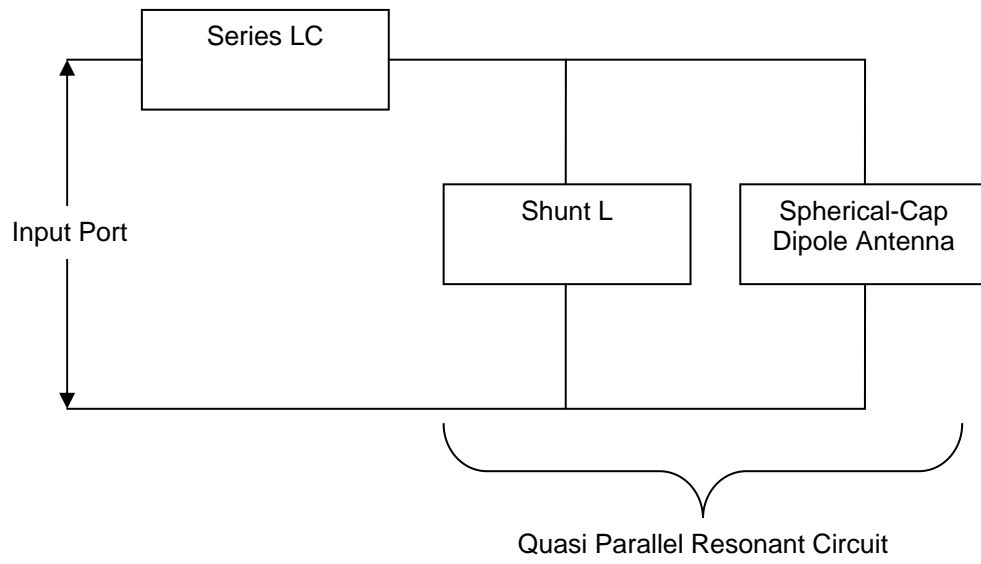 Series LC
Shunt L
Spherical-Cap
Dipole Antenna
Input Port
Quasi Parallel Resonant Circuit